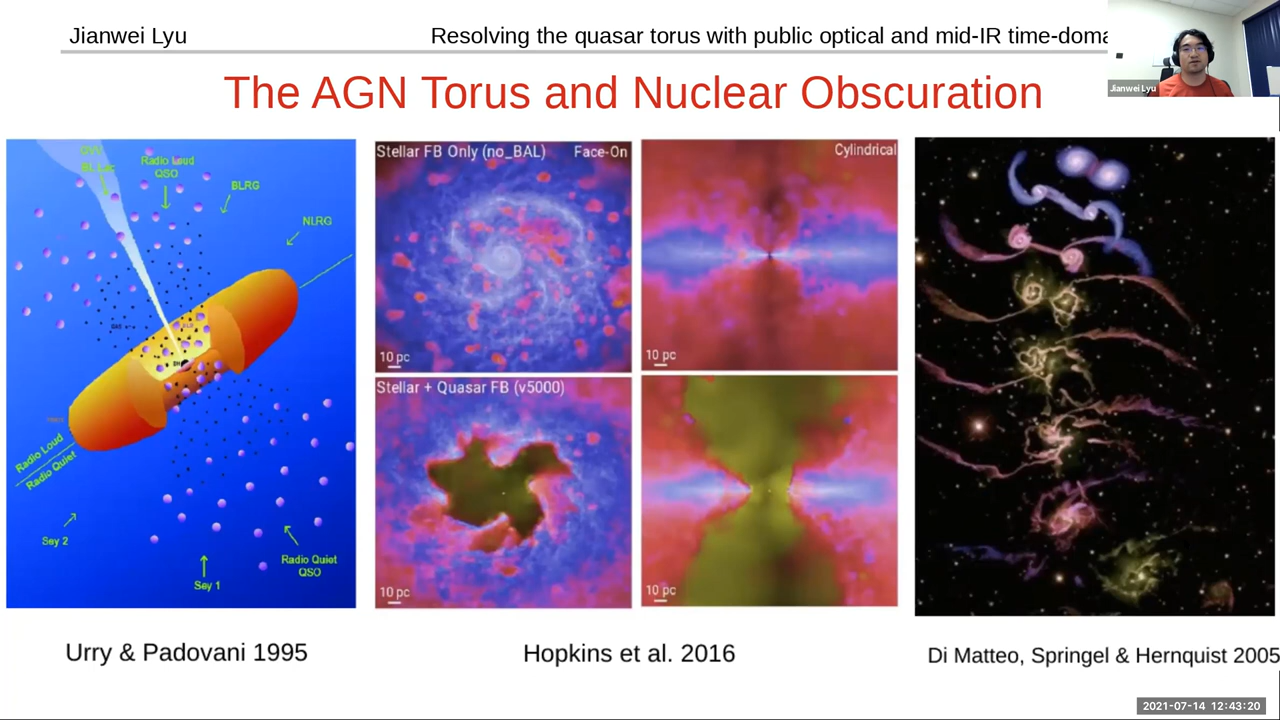 Jianwei Lyu
Resolving the quasar torus with public optical and mid-IR time-doma
Jianwei Lyu
The AGN Torus and Nuclear Obscuration
Radio Loud
QSO
BLRG
NLRG
Radio Loud
Radio Quiet
Sey 2
Sey 1
Radio Quiet
QSO
Stellar FB Only (no_BAL) Face-On
10 pc
Cylindrical
10 pc
Stellar + Quasar FB (v5000)
10 pc
10 pc
Urry & Padovani 1995
Hopkins et al. 2016
Di Matteo, Springel & Hernquist 2005
2021-07-14 12:43:20